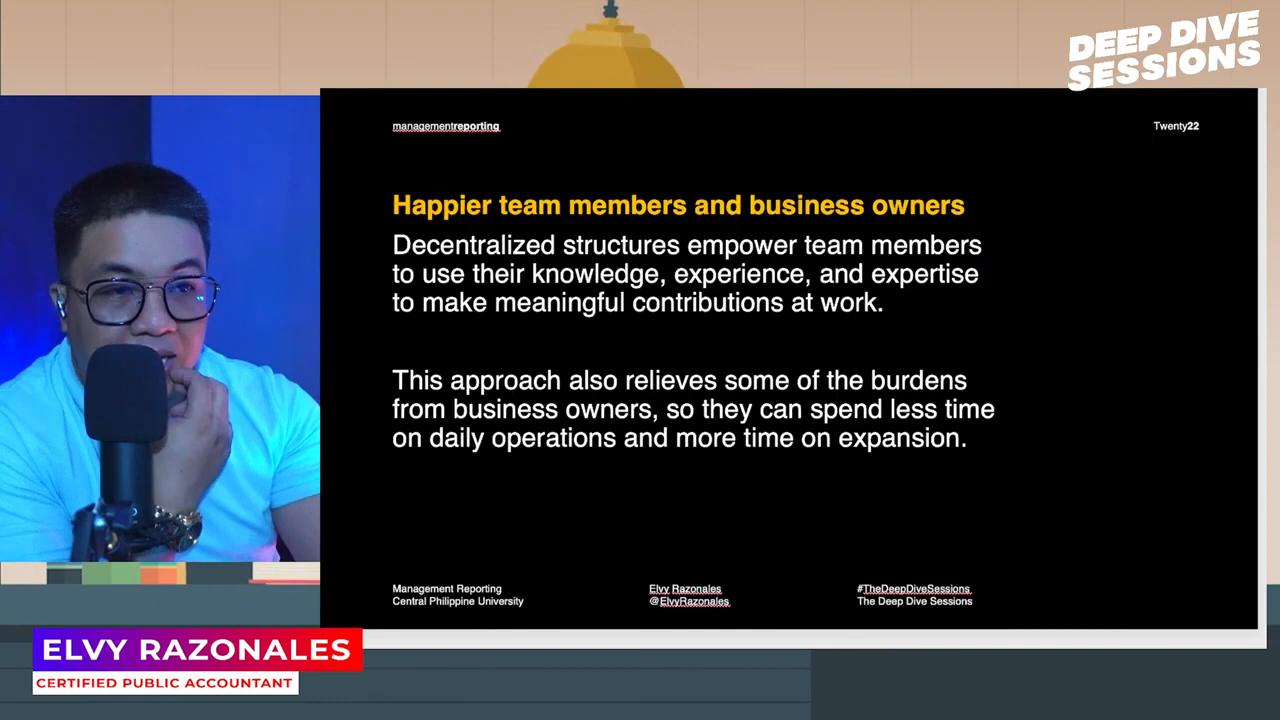 DEEP DIVE
SESSIONS
managementreporting
Twenty22
Happier team members and business owners
Decentralized structures empower team members
to use their knowledge, experience, and expertise
to make meaningful contributions at work.
This approach also relieves some of the burdens
from business owners, so they can spend less time
on daily operations and more time on expansion.
Management Reporting
Central Philippine University
Elvy Razonales
@ElvyRazonales
#TheDeepDiveSessions
The Deep Dive Sessions
ELVY RAZONALES
CERTIFIED PUBLIC ACCOUNTANT